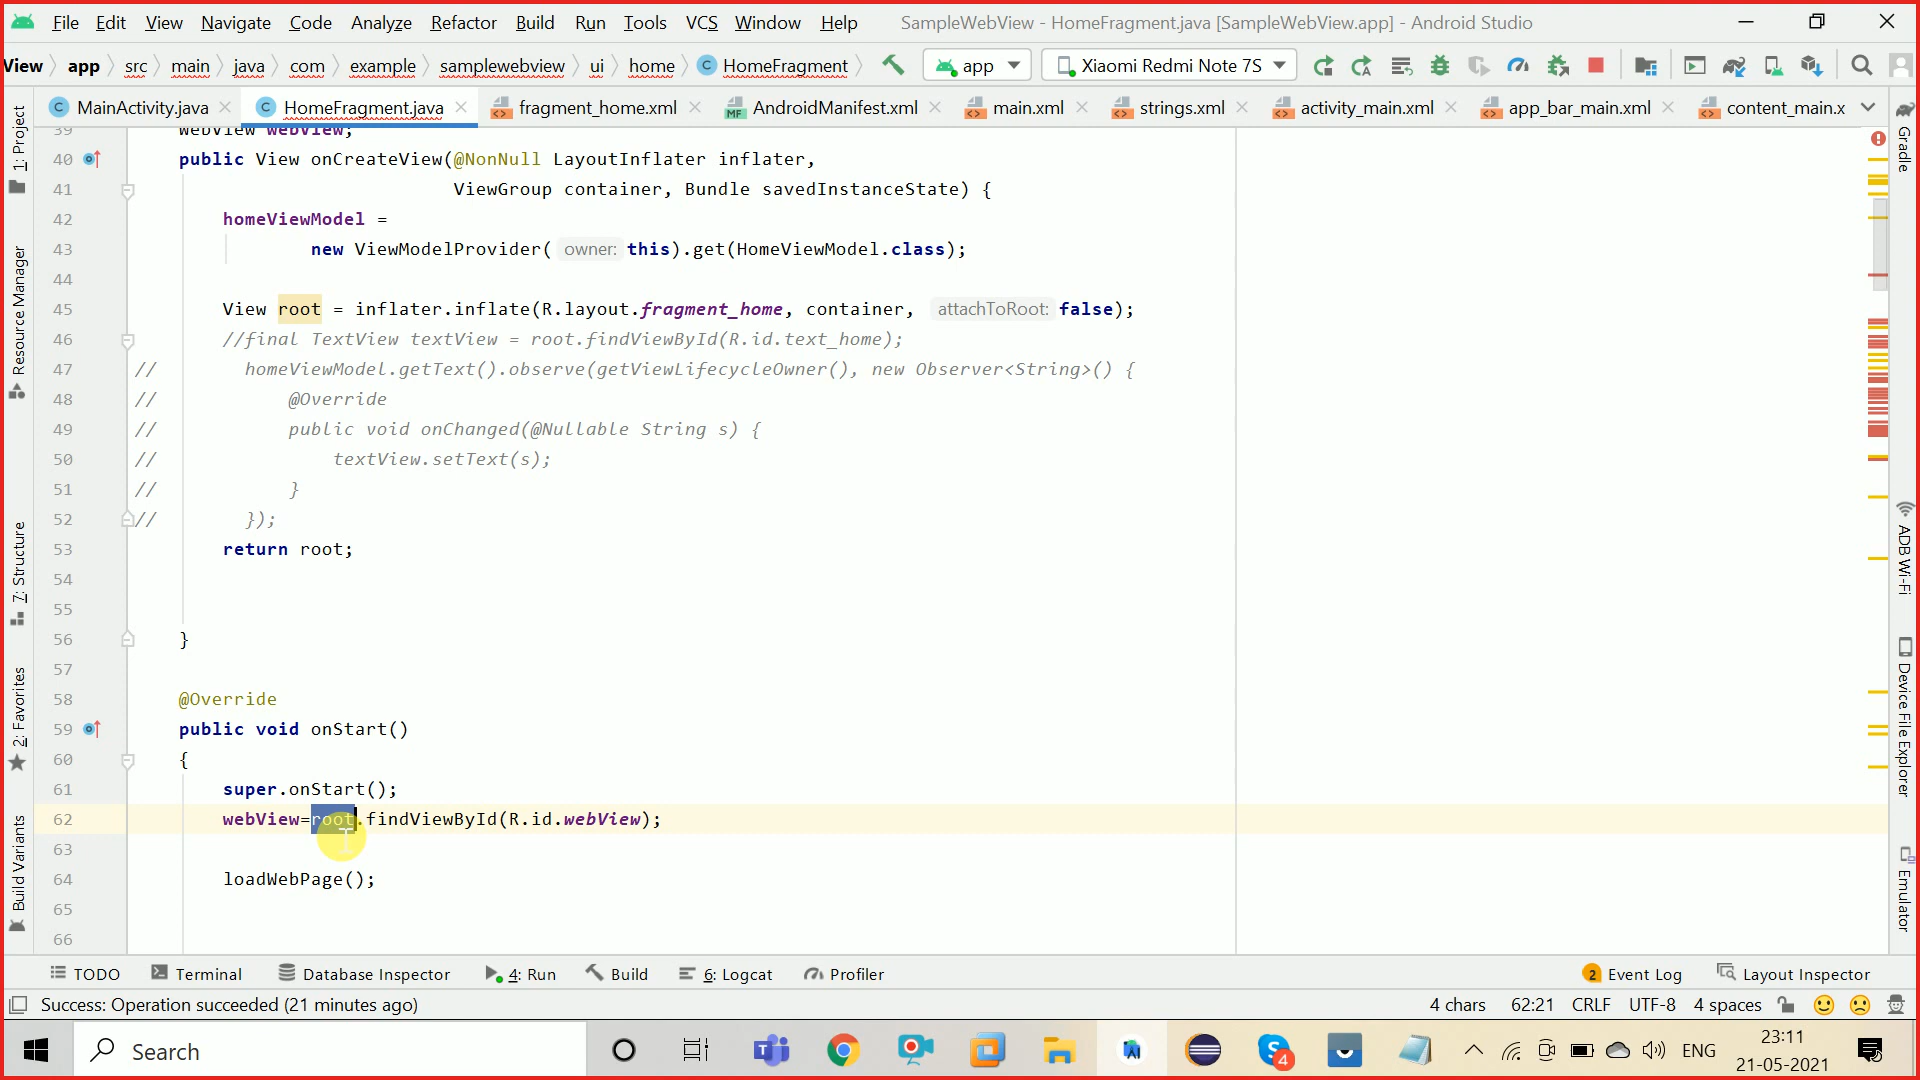 File Edit View Navigate Code Analyze Refactor Build Run Tools VCS Window Help SampleWebView - HomeFragment.java [SampleWebView.app] - Android Studio
View app src main java com example samplewebview ui home HomeFragment app Xiaomi Redmi Note 7S
MainActivity.java HomeFragment.java fragment_home.xml AndroidManifest.xml main.xml strings.xml activity_main.xml app_bar_main.xml content_main.x
39 WebView webView;
40 public View onCreateView(@NonNull LayoutInflater inflater,
41 ViewGroup container, Bundle savedInstanceState) {
42 homeViewModel =
43 new ViewModelProvider( owner: this).get(HomeViewModel.class);
44
45 View root = inflater.inflate(R.layout.fragment_home, container, attachToRoot: false);
46 //final TextView textView = root.findViewById(R.id.text_home);
47 // homeViewModel.getText().observe(getViewLifecycleOwner(), new Observer<String>() {
48 // @Override
49 // public void onChanged(@Nullable String s) {
50 // textView.setText(s);
51 // }
52 // });
53 return root;
54
55
56 }
57
58 @Override
59 public void onStart()
60 {
61 super.onStart();
62 webView=root.findViewById(R.id.webView);
63
64 loadWebPage();
65
66
1: Project
Resource Manager
7: Structure
2: Favorites
Build Variants
Gradle
ADB Wi-Fi
Device File Explorer
Emulator
TODO Terminal Database Inspector 4: Run Build 6: Logcat Profiler 2 Event Log Layout Inspector
Success: Operation succeeded (21 minutes ago) 4 chars 62:21 CRLF UTF-8 4 spaces
Search 4 ENG 23:11
21-05-2021